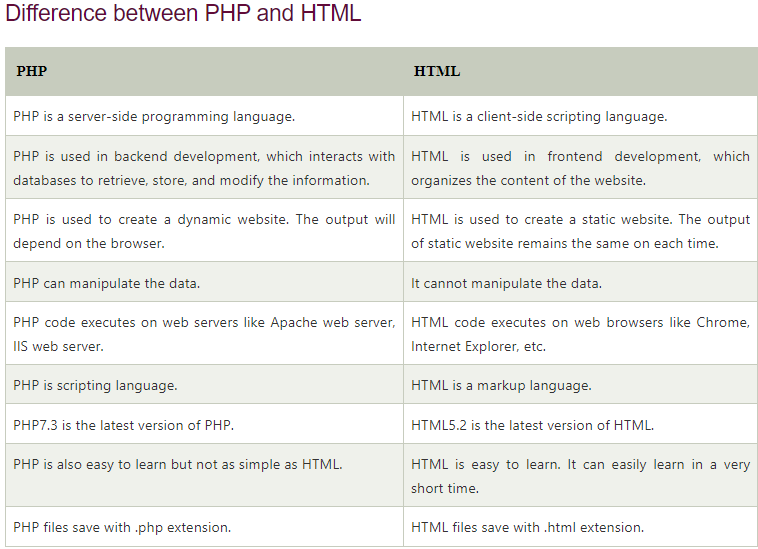 Difference between PHP and HTML
PHP HTML
PHP is a server-side programming language. HTML is a client-side scripting language.
PHP is used in backend development, which interacts with HTML is used in frontend development, which
databases to retrieve, store, and modify the information. organizes the content of the website.
PHP is used to create a dynamic website. The output will HTML is used to create a static website. The output
depend on the browser. of static website remains the same on each time.
PHP can manipulate the data. It cannot manipulate the data.
PHP code executes on web servers like Apache web server, HTML code executes on web browsers like Chrome,
IIS web server. Internet Explorer, etc.
PHP is scripting language. HTML is a markup language.
PHP7.3 is the latest version of PHP. HTML5.2 is the latest version of HTML.
PHP is also easy to learn but not as simple as HTML. HTML is easy to learn. It can easily learn in a very
short time.
PHP files save with .php extension. HTML files save with .html extension.